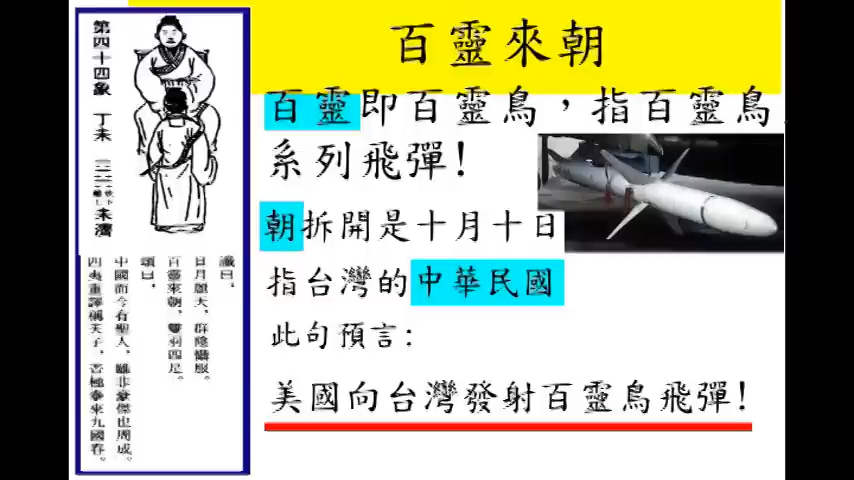 百靈來朝
百靈即百靈鳥，指百靈鳥
系列飛彈！
朝拆開是十月十日
指台灣的中華民國
此句預言：
美國向台灣發射百靈鳥飛彈！
第四十四象 丁未 未濟
讖曰，
日月麗天，群陰懾服。
百靈來朝，雙羽四足。
頌曰，
中國而今有聖人，雖非豪傑也周成。
四夷重譯稱天子，否極泰來九國春。